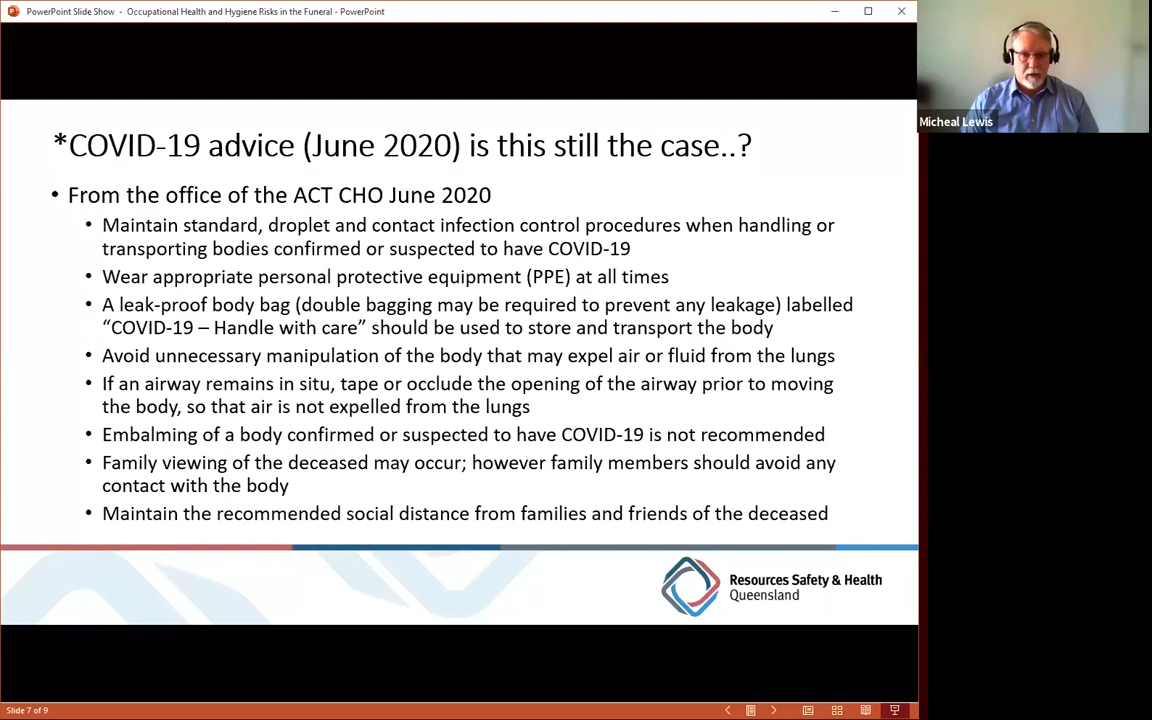 PowerPoint Slide Show - Occupational Health and Hygiene Risks in the Funeral - PowerPoint
Micheal Lewis
*COVID-19 advice (June 2020) is this still the case..?
• From the office of the ACT CHO June 2020
• Maintain standard, droplet and contact infection control procedures when handling or
transporting bodies confirmed or suspected to have COVID-19
• Wear appropriate personal protective equipment (PPE) at all times
• A leak-proof body bag (double bagging may be required to prevent any leakage) labelled
“COVID-19 – Handle with care” should be used to store and transport the body
• Avoid unnecessary manipulation of the body that may expel air or fluid from the lungs
• If an airway remains in situ, tape or occlude the opening of the airway prior to moving
the body, so that air is not expelled from the lungs
• Embalming of a body confirmed or suspected to have COVID-19 is not recommended
• Family viewing of the deceased may occur; however family members should avoid any
contact with the body
• Maintain the recommended social distance from families and friends of the deceased
Resources Safety & Health
Queensland
Slide 7 of 9